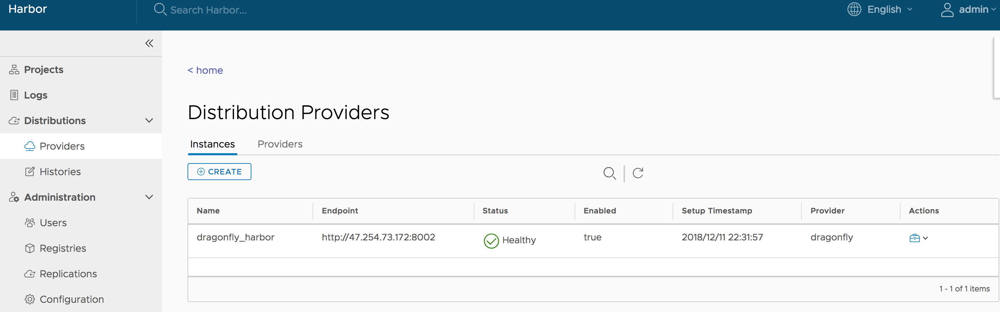 Harbor
Search Harbor...
English
admin
Projects
Logs
Distributions
Providers
Histories
Administration
Users
Registries
Replications
Configuration
< home
Distribution Providers
Instances Providers
CREATE
Name Endpoint Status Enabled Setup Timestamp Provider Actions
dragonfly_harbor http://47.254.73.172:8002 Healthy true 2018/12/11 22:31:57 dragonfly
1 - 1 of 1 items